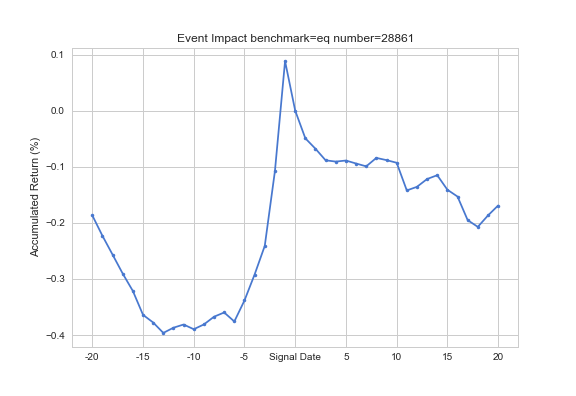 Event Impact benchmark=eq number=28861
Accumulated Return (%)
0.1
0.0
−0.1
−0.2
−0.3
−0.4
-20 -15 -10 -5 Signal Date 5 10 15 20